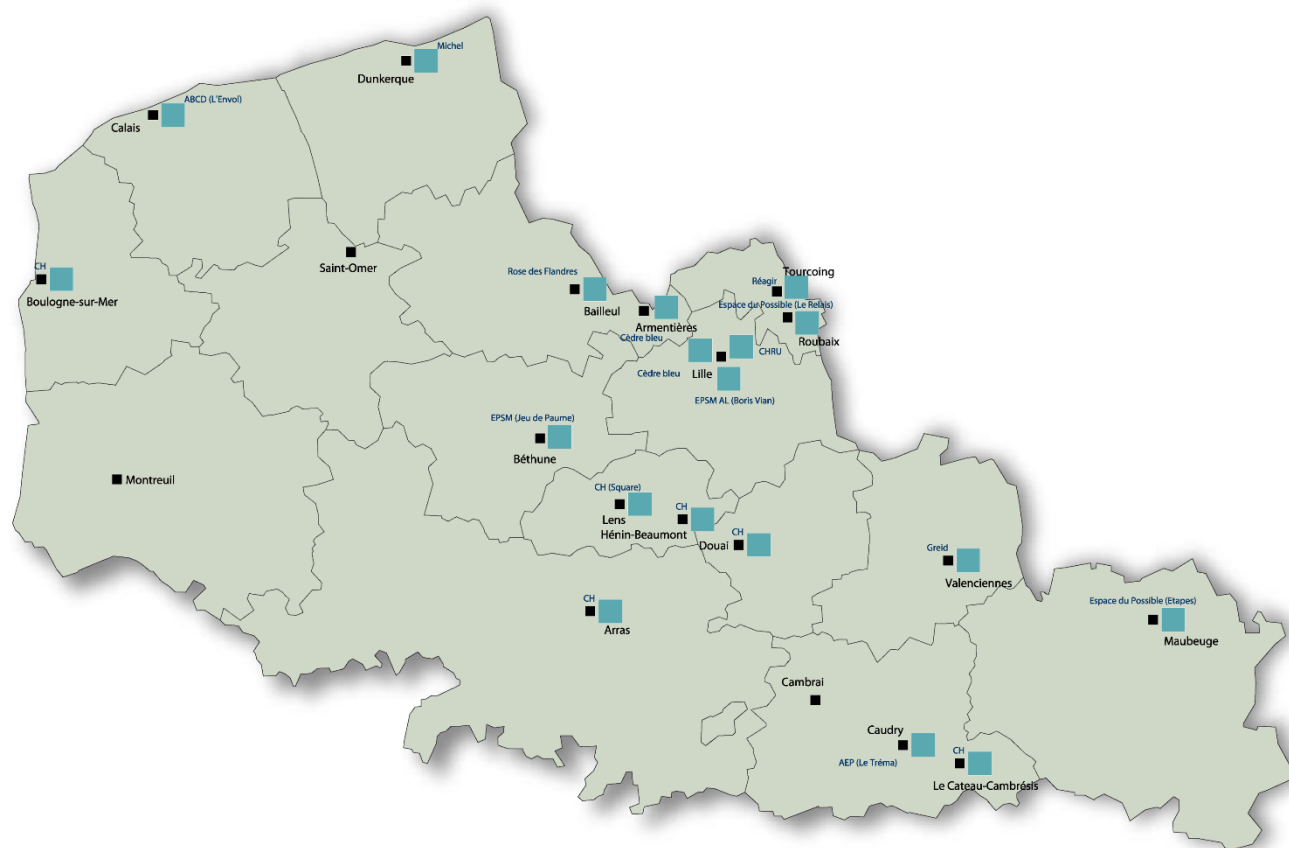 Michel
Dunkerque
ABCD (L'Envol)
Calais
Saint-Omer
CH
Boulogne-sur-Mer
Rose des Flandres
Bailleul
Tourcoing
Réagir
Espace du Possible (Le Relais)
Roubaix
Armentières
Cèdre bleu
CHRU
Lille
Cèdre bleu
EPSM AL (Boris Vian)
EPSM (Jeu de Paume)
Béthune
Montreuil
CH (Square)
Lens
CH
Hénin-Beaumont
CH
Douai
Greid
Valenciennes
CH
Arras
Espace du Possible (Etapes)
Maubeuge
Cambrai
Caudry
AEP (Le Tréma)
CH
Le Cateau-Cambrésis